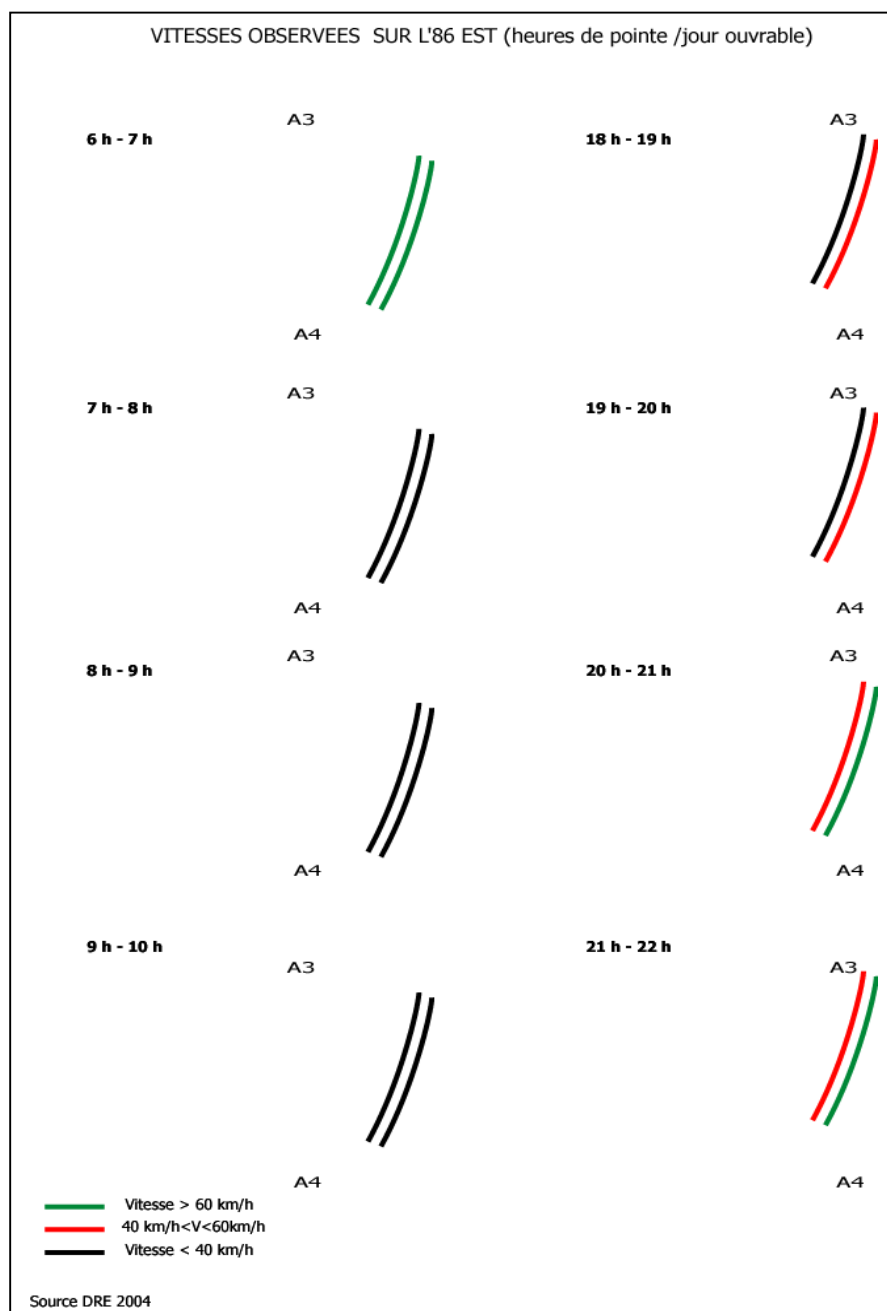 VITESSES OBSERVEES SUR L'86 EST (heures de pointe /jour ouvrable)
6 h - 7 h
A3
A4
18 h - 19 h
A3
A4
7 h - 8 h
A3
A4
19 h - 20 h
A3
A4
8 h - 9 h
A3
A4
20 h - 21 h
A3
A4
9 h - 10 h
A3
A4
21 h - 22 h
A3
A4
Vitesse > 60 km/h
40 km/h<V<60km/h
Vitesse < 40 km/h
Source DRE 2004